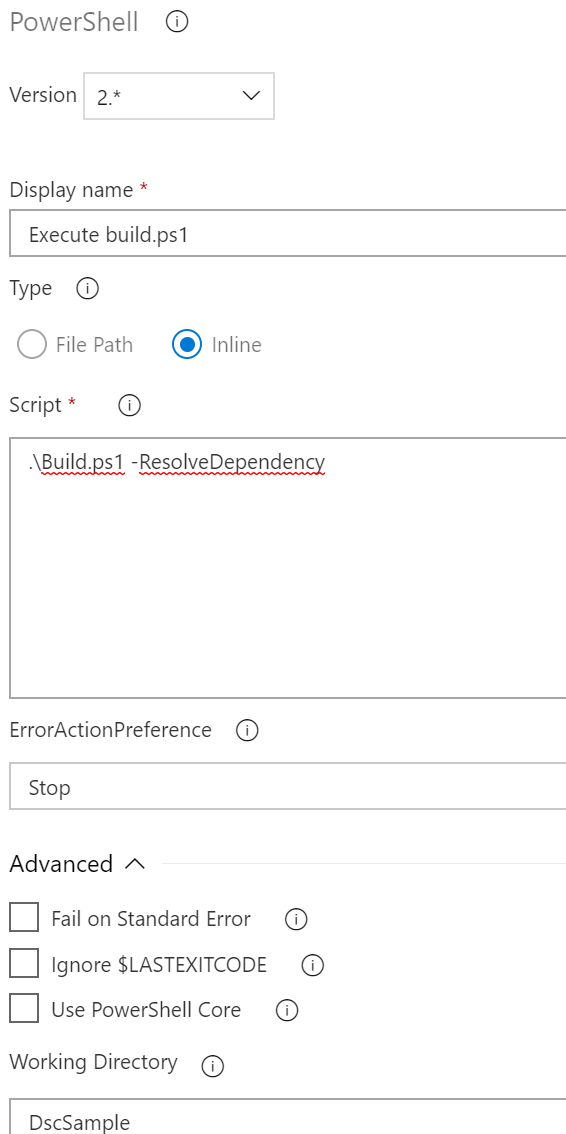 PowerShell
Version 2.*
Display name *
Execute build.ps1
Type
File Path Inline
Script *
.\Build.ps1 -ResolveDependency
ErrorActionPreference
Stop
Advanced
Fail on Standard Error
Ignore $LASTEXITCODE
Use PowerShell Core
Working Directory
DscSample